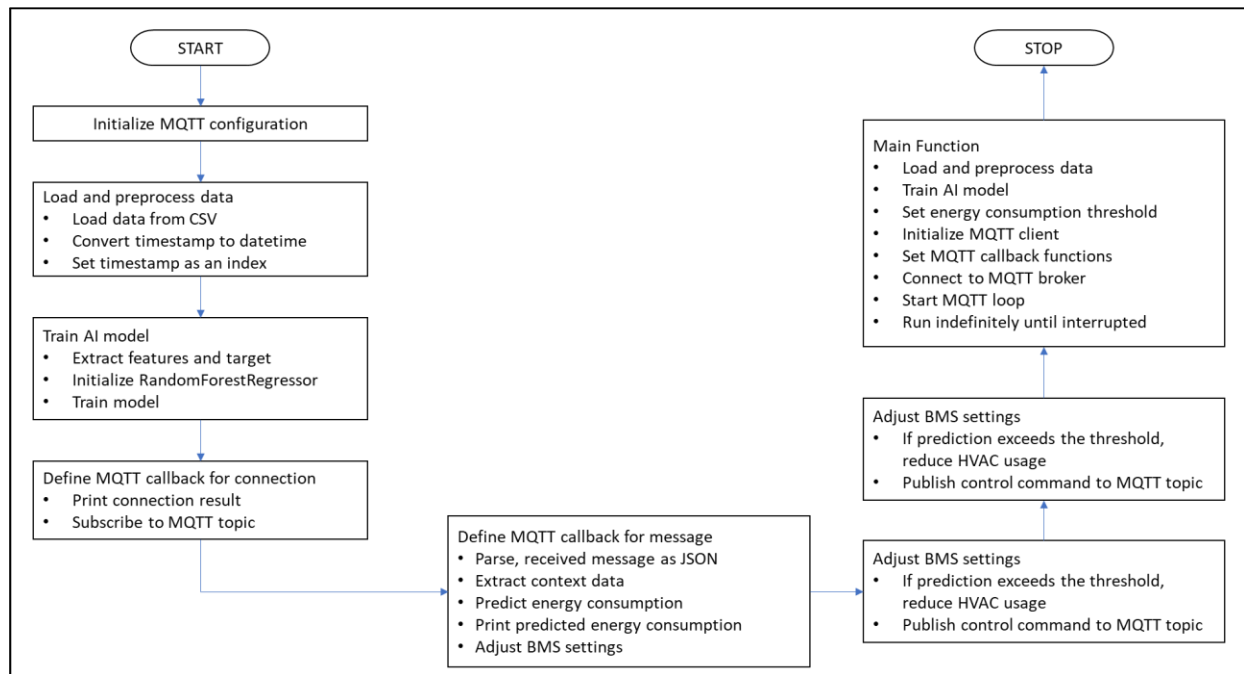 START
Initialize MQTT configuration
Load and preprocess data
• Load data from CSV
• Convert timestamp to datetime
• Set timestamp as an index
Train AI model
• Extract features and target
• Initialize RandomForestRegressor
• Train model
Define MQTT callback for connection
• Print connection result
• Subscribe to MQTT topic
Define MQTT callback for message
• Parse, received message as JSON
• Extract context data
• Predict energy consumption
• Print predicted energy consumption
• Adjust BMS settings
Adjust BMS settings
• If prediction exceeds the threshold,
reduce HVAC usage
• Publish control command to MQTT topic
Adjust BMS settings
• If prediction exceeds the threshold,
reduce HVAC usage
• Publish control command to MQTT topic
Main Function
• Load and preprocess data
• Train AI model
• Set energy consumption threshold
• Initialize MQTT client
• Set MQTT callback functions
• Connect to MQTT broker
• Start MQTT loop
• Run indefinitely until interrupted
STOP